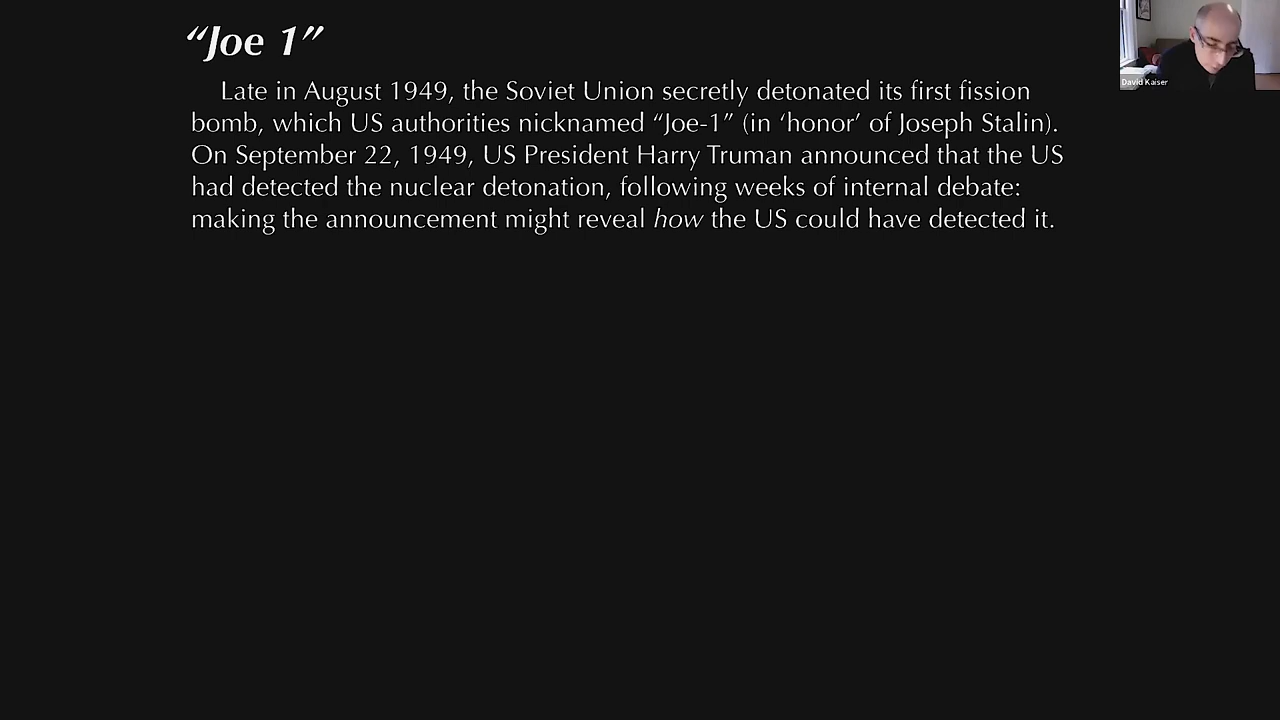 “Joe 1”
Late in August 1949, the Soviet Union secretly detonated its first fission
bomb, which US authorities nicknamed “Joe-1” (in ‘honor’ of Joseph Stalin).
On September 22, 1949, US President Harry Truman announced that the US
had detected the nuclear detonation, following weeks of internal debate:
making the announcement might reveal how the US could have detected it.
David Kaiser